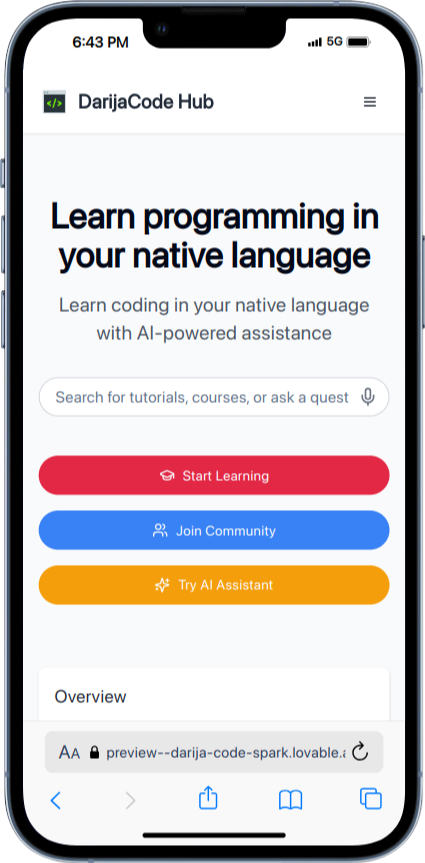 6:43 PM
5G
</> DarijaCode Hub
Learn programming in
your native language
Learn coding in your native language
with AI-powered assistance
Search for tutorials, courses, or ask a quest
Start Learning
Join Community
Try AI Assistant
Overview
AA preview--darija-code-spark.lovable.a